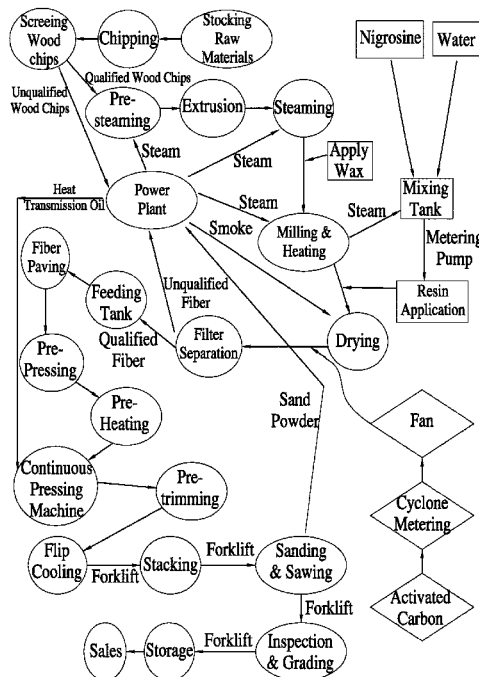 Screeing
Wood
chips
Chipping
Stocking
Raw
Materials
Nigrosine
Water
Unqualified
Wood Chips
Qualified Wood Chips
Pre-
steaming
Extrusion
Steaming
Steam
Steam
Apply
Wax
Heat
Transmission Oil
Power
Plant
Steam
Smoke
Milling &
Heating
Steam
Mixing
Tank
Metering
Pump
Fiber
Paving
Feeding
Tank
Unqualified
Fiber
Resin
Application
Qualified
Fiber
Filter
Separation
Drying
Pre-
Pressing
Pre-
Heating
Sand
Powder
Fan
Continuous
Pressing
Machine
Pre-
trimming
Cyclone
Metering
Flip
Cooling
Forklift
Stacking
Forklift
Sanding
& Sawing
Activated
Carbon
Forklift
Sales
Storage
Forklift
Inspection
& Grading